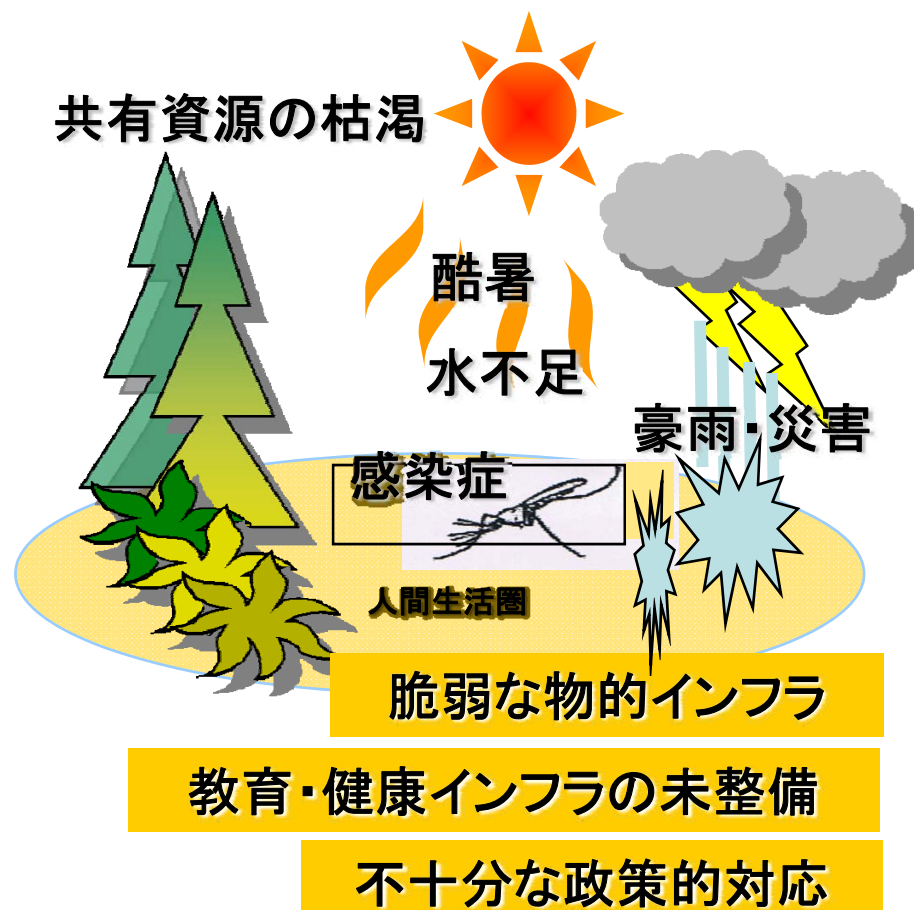 共有資源の枯渇
酷暑
水不足
豪雨・災害
感染症
人間生活圏
脆弱な物的インフラ
教育・健康インフラの未整備
不十分な政策的対応